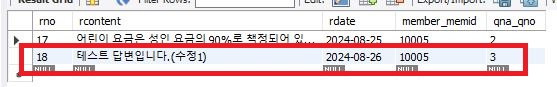 Result Grid Filter Rows: Edit: Export/Import: W
rno rcontent rdate member_memid qna_qno
17 어린이 요금은 성인 요금의 90%로 책정되어 있... 2024-08-25 10005 2
18 테스트 답변입니다.(수정1) 2024-08-26 10005 3
NULL NULL NULL NULL NULL